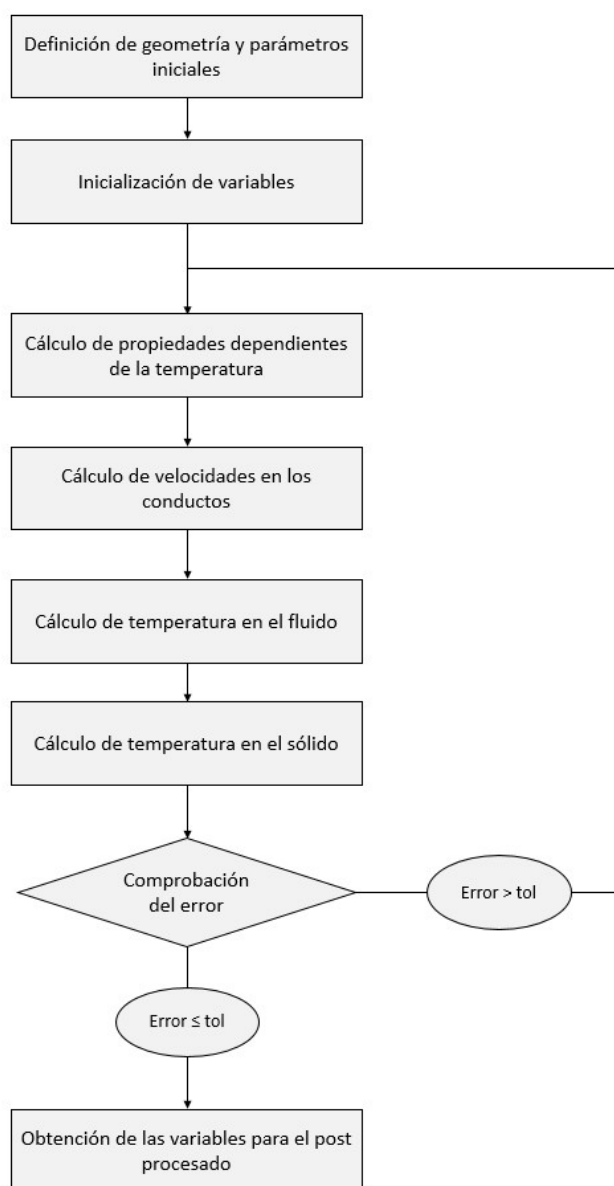 Definición de geometría y parámetros
iniciales
Inicialización de variables
Cálculo de propiedades dependientes
de la temperatura
Cálculo de velocidades en los
conductos
Cálculo de temperatura en el fluido
Cálculo de temperatura en el sólido
Comprobación
del error
Error > tol
Error ≤ tol
Obtención de las variables para el post
procesado